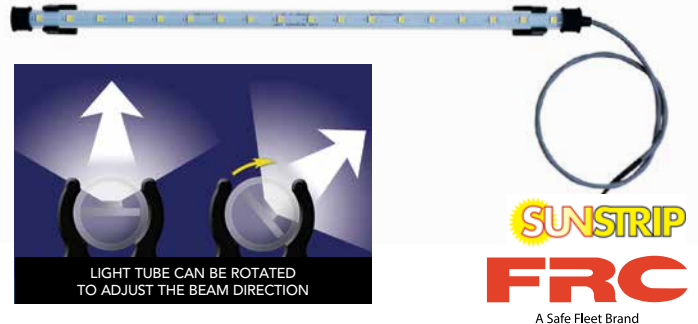 LIGHT TUBE CAN BE ROTATED
TO ADJUST THE BEAM DIRECTION
SUNSTRIP
FRC
A Safe Fleet Brand